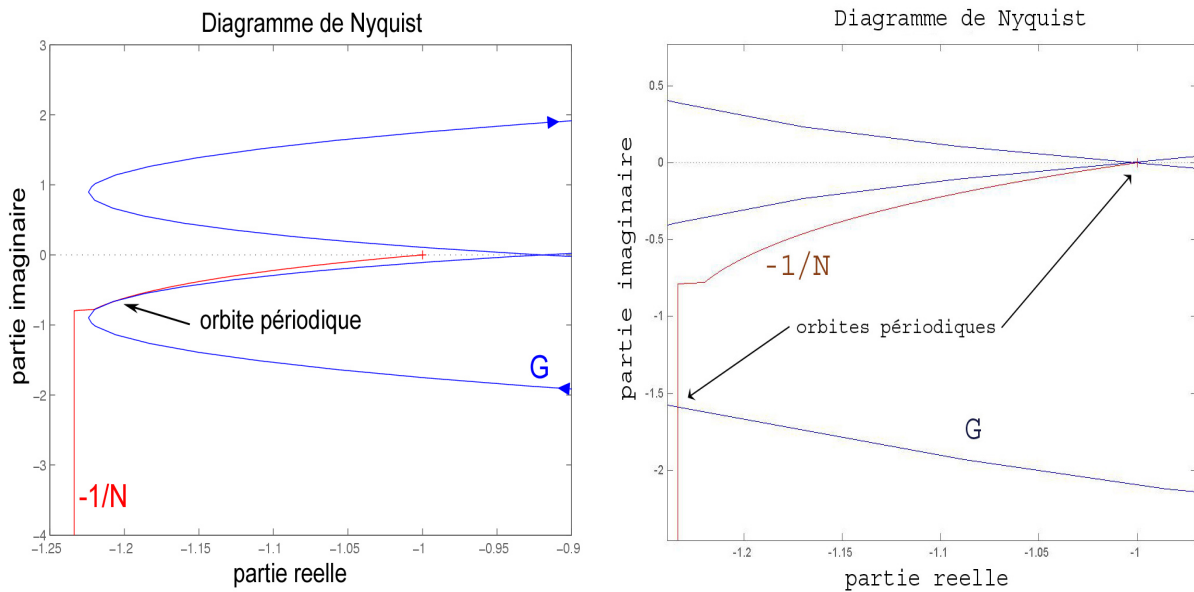 Diagramme de Nyquist
partie imaginaire
3
2
1
0
-1
-2
-3
-4
orbite périodique
G
-1/N
-1.25
-1.2
-1.15
-1.1
-1.05
-1
-0.95
-0.9
partie reelle
Diagramme de Nyquist
partie imaginaire
0.5
0
-0.5
-1
-1.5
-2
-1/N
orbites périodiques
G
-1.2
-1.15
-1.1
-1.05
-1
partie reelle